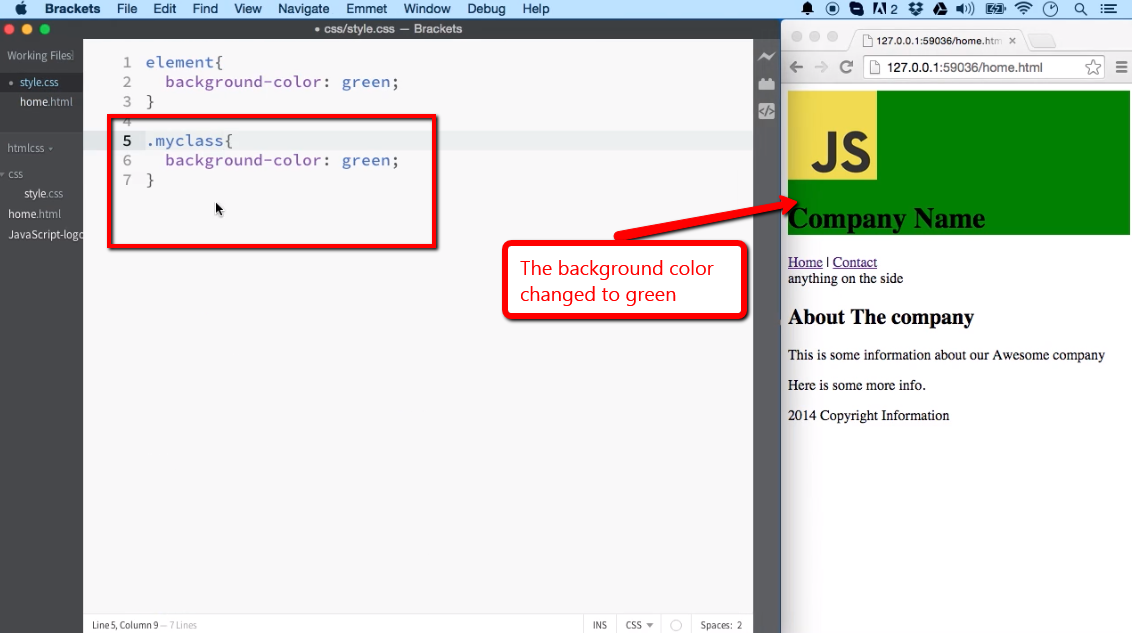 Brackets File Edit Find View Navigate Emmet Window Debug Help
2
• css/style.css — Brackets
Working Files
• style.css
home.html
htmlcss
css
style.css
home.html
JavaScript-logo
1 element{
2 background-color: green;
3 }
4
5 .myclass{
6 background-color: green;
7 }
The background color
changed to green
Line 5, Column 9 — 7 Lines
INS CSS Spaces: 2
127.0.0.1:59036/home.htm
127.0.0.1:59036/home.html
JS
Company Name
Home | Contact
anything on the side
About The company
This is some information about our Awesome company
Here is some more info.
2014 Copyright Information